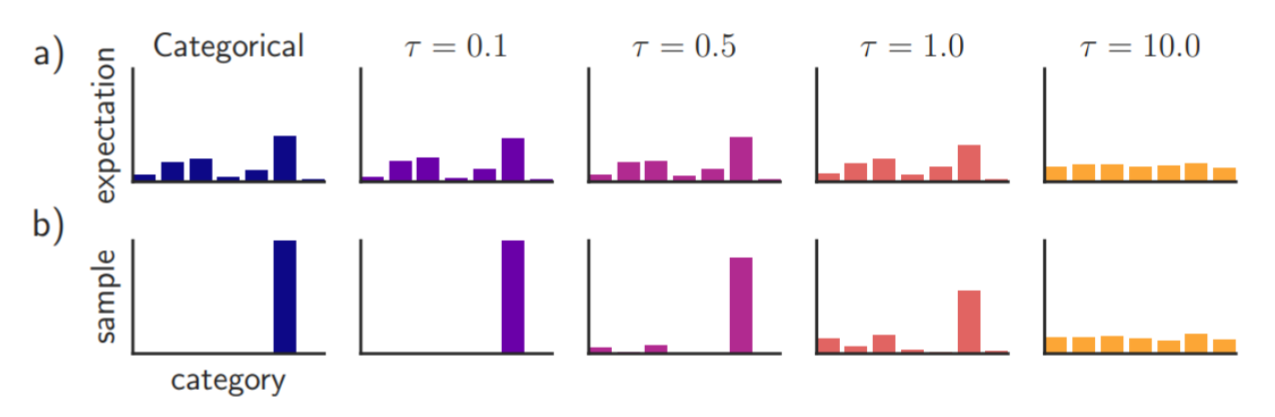 a)
Categorical
τ = 0.1
τ = 0.5
τ = 1.0
τ = 10.0
expectation
b)
sample
category